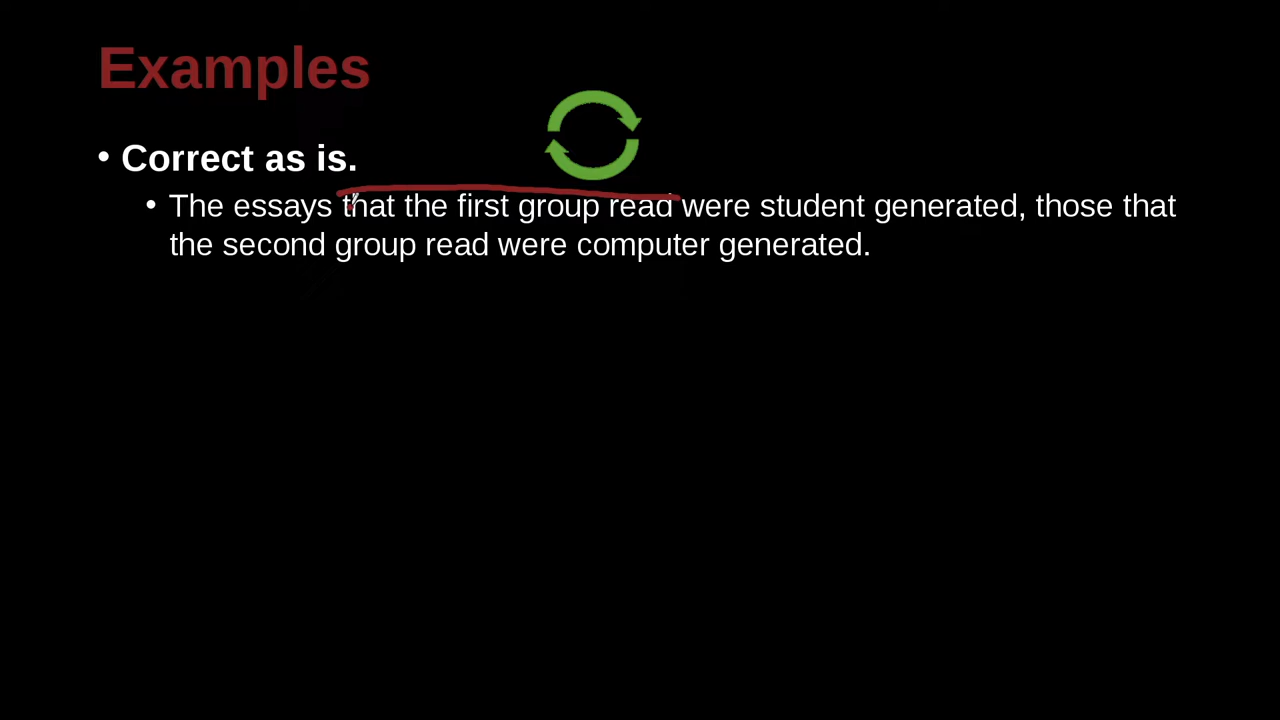 Examples
• Correct as is.
• The essays that the first group read were student generated, those that
the second group read were computer generated.